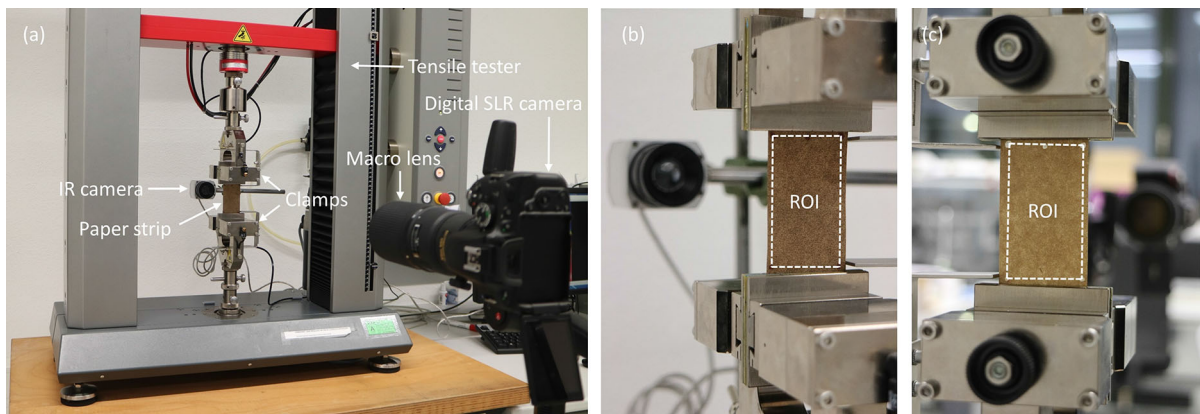 (a)
Tensile tester
Digital SLR camera
Macro lens
IR camera
Clamps
Paper strip
(b)
ROI
(c)
ROI